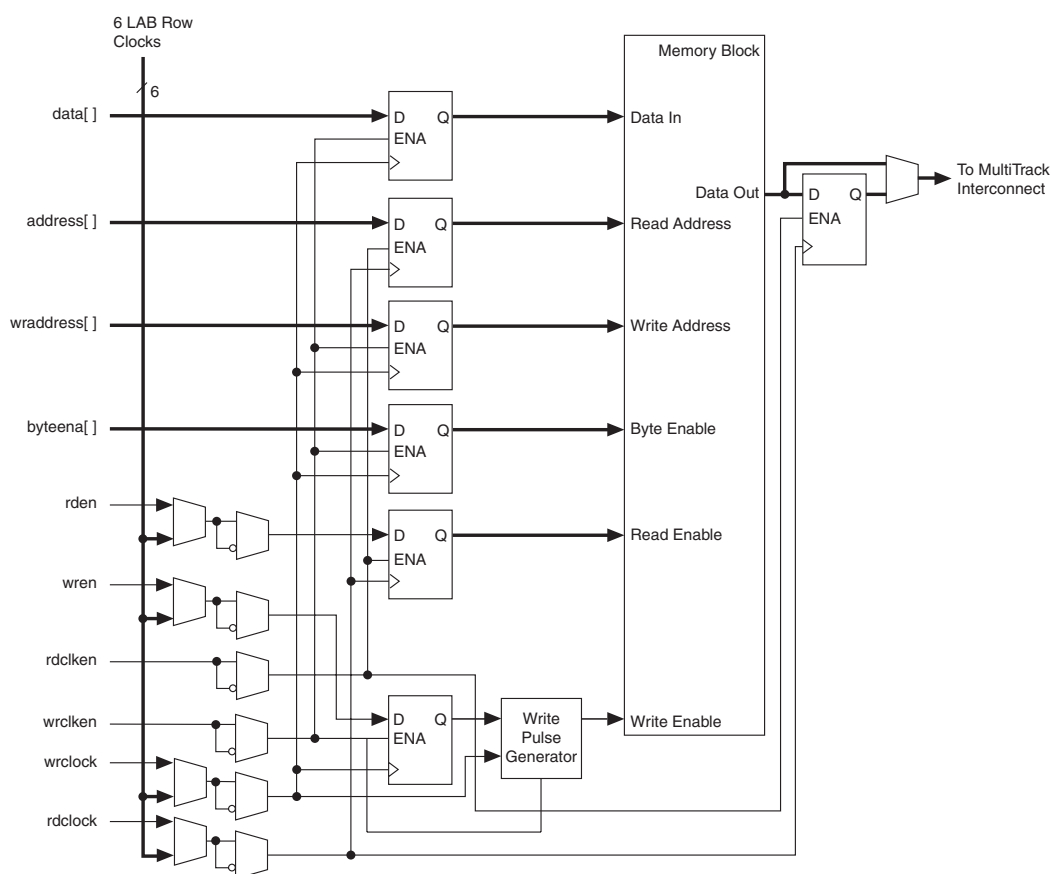 6 LAB Row
Clocks
6
data[ ]
D Q
ENA
Data In
Memory Block
Data Out
D Q
ENA
To MultiTrack
Interconnect
address[ ]
D Q
ENA
Read Address
wraddress[ ]
D Q
ENA
Write Address
byteena[ ]
D Q
ENA
Byte Enable
rden
D Q
ENA
Read Enable
wren
rdclken
wrclken
D Q
ENA
Write
Pulse
Generator
Write Enable
wrclock
rdclock